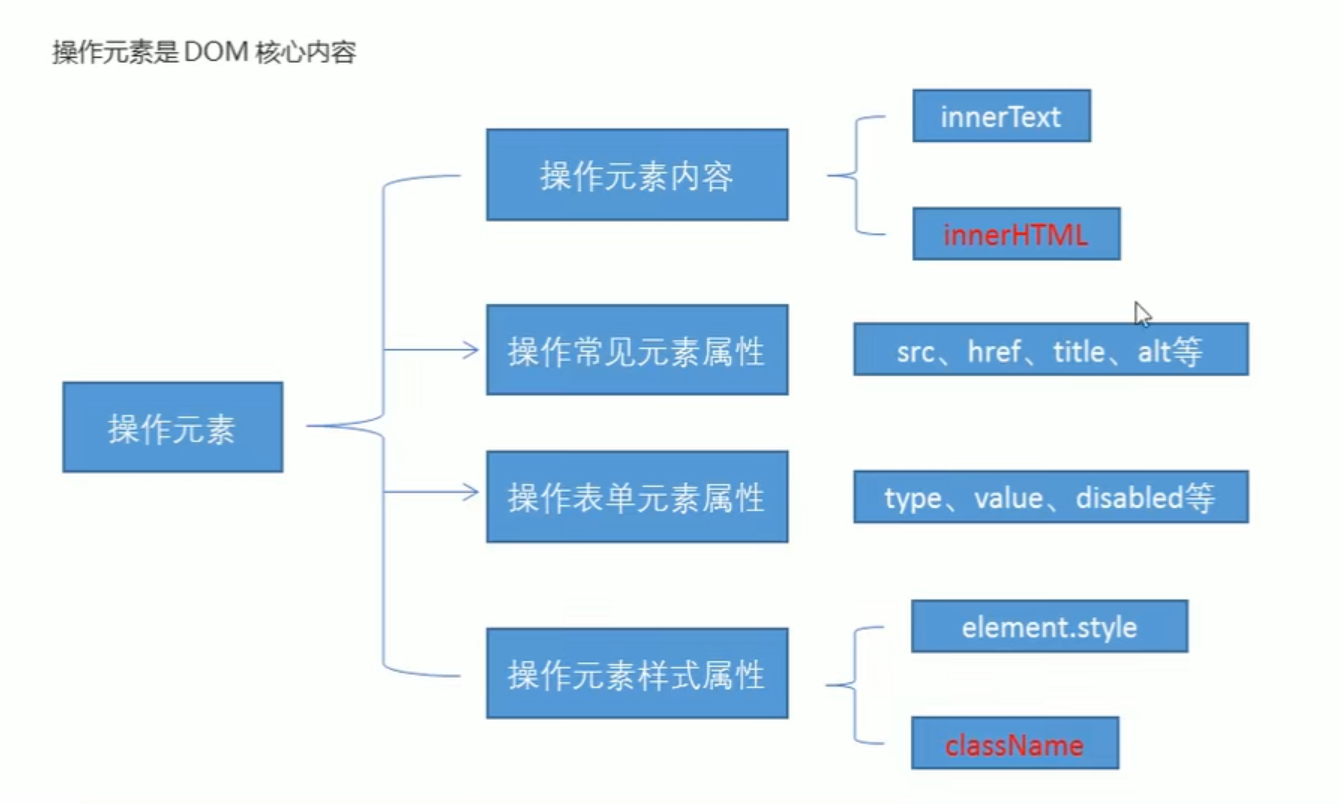 操作元素是 DOM 核心内容
操作元素
操作元素内容
innerText
innerHTML
操作常见元素属性
src、href、title、alt等
操作表单元素属性
type、value、disabled等
操作元素样式属性
element.style
className